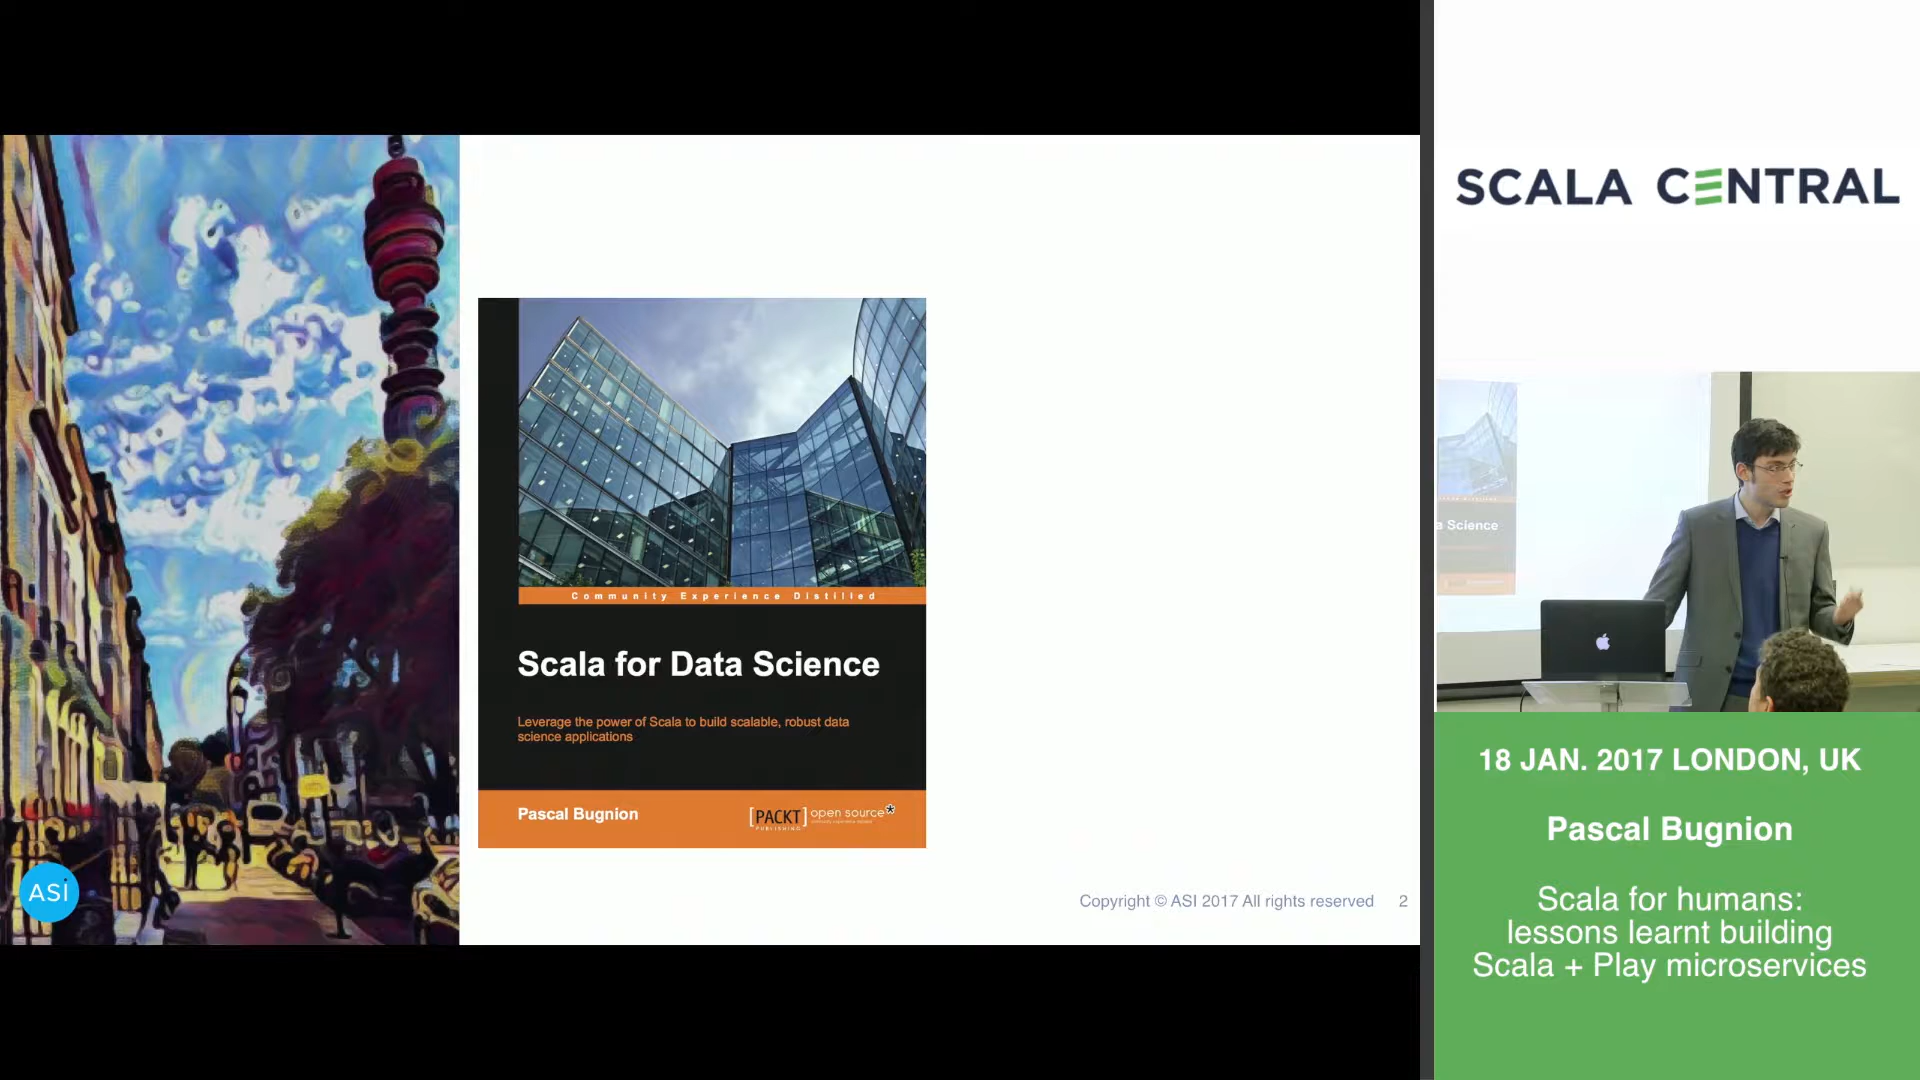 ASI
Community Experience Distilled
Scala for Data Science
Leverage the power of Scala to build scalable, robust data
science applications
Pascal Bugnion
[PACKT] open source*
PUBLISHING
Copyright © ASI 2017 All rights reserved 2
SCALA CENTRAL
a Science
18 JAN. 2017 LONDON, UK
Pascal Bugnion
Scala for humans:
lessons learnt building
Scala + Play microservices